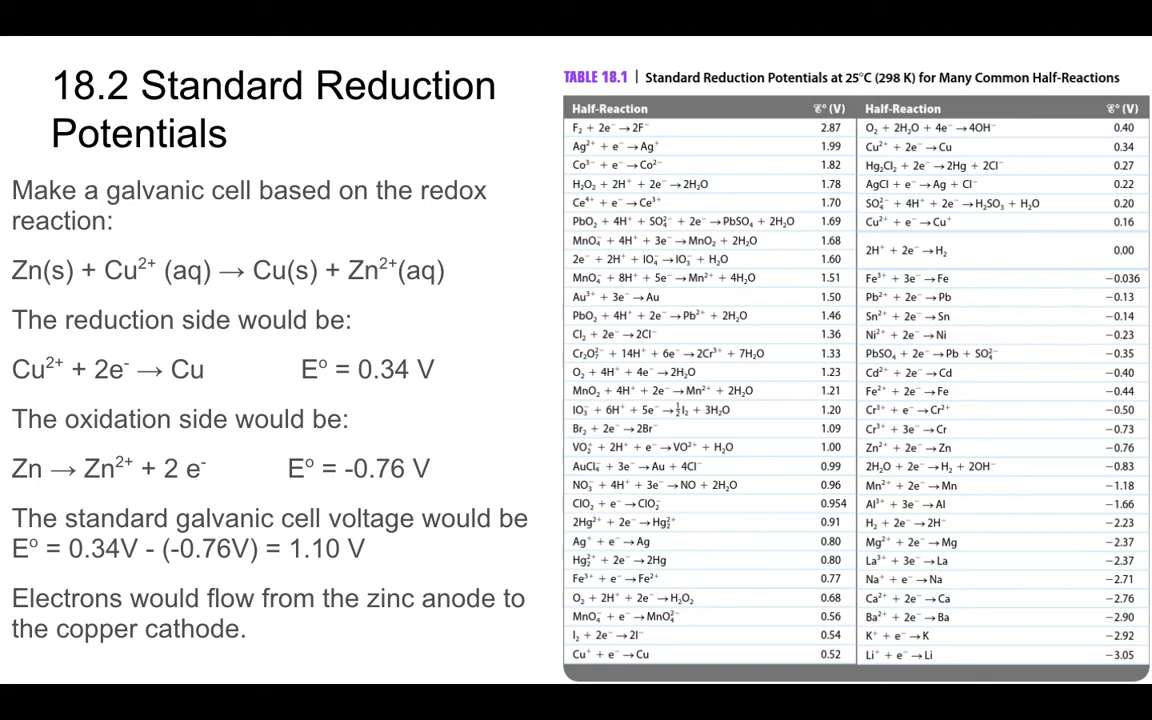 18.2 Standard Reduction
Potentials
Make a galvanic cell based on the redox
reaction:
Zn(s) + Cu²⁺ (aq) → Cu(s) + Zn²⁺(aq)
The reduction side would be:
Cu²⁺ + 2e⁻ → Cu E° = 0.34 V
The oxidation side would be:
Zn → Zn²⁺ + 2 e⁻ E° = -0.76 V
The standard galvanic cell voltage would be
E° = 0.34V - (-0.76V) = 1.10 V
Electrons would flow from the zinc anode to
the copper cathode.
TABLE 18.1 | Standard Reduction Potentials at 25°C (298 K) for Many Common Half-Reactions
Half-Reaction ℰ° (V) Half-Reaction ℰ° (V)
F₂ + 2e⁻ → 2F⁻ 2.87 O₂ + 2H₂O + 4e⁻ → 4OH⁻ 0.40
Ag²⁺ + e⁻ → Ag⁺ 1.99 Cu²⁺ + 2e⁻ → Cu 0.34
Co³⁺ + e⁻ → Co²⁺ 1.82 Hg₂Cl₂ + 2e⁻ → 2Hg + 2Cl⁻ 0.27
H₂O₂ + 2H⁺ + 2e⁻ → 2H₂O 1.78 AgCl + e⁻ → Ag + Cl⁻ 0.22
Ce⁴⁺ + e⁻ → Ce³⁺ 1.70 SO₄²⁻ + 4H⁺ + 2e⁻ → H₂SO₃ + H₂O 0.20
PbO₂ + 4H⁺ + SO₄²⁻ + 2e⁻ → PbSO₄ + 2H₂O 1.69 Cu²⁺ + e⁻ → Cu⁺ 0.16
MnO₄⁻ + 4H⁺ + 3e⁻ → MnO₂ + 2H₂O 1.68
2H⁺ + 2e⁻ → H₂ 0.00
2e⁻ + 2H⁺ + IO₄⁻ → IO₃⁻ + H₂O 1.60
MnO₄⁻ + 8H⁺ + 5e⁻ → Mn²⁺ + 4H₂O 1.51 Fe³⁺ + 3e⁻ → Fe −0.036
Au³⁺ + 3e⁻ → Au 1.50 Pb²⁺ + 2e⁻ → Pb −0.13
PbO₂ + 4H⁺ + 2e⁻ → Pb²⁺ + 2H₂O 1.46 Sn²⁺ + 2e⁻ → Sn −0.14
Cl₂ + 2e⁻ → 2Cl⁻ 1.36 Ni²⁺ + 2e⁻ → Ni −0.23
Cr₂O₇²⁻ + 14H⁺ + 6e⁻ → 2Cr³⁺ + 7H₂O 1.33 PbSO₄ + 2e⁻ → Pb + SO₄²⁻ −0.35
O₂ + 4H⁺ + 4e⁻ → 2H₂O 1.23 Cd²⁺ + 2e⁻ → Cd −0.40
MnO₂ + 4H⁺ + 2e⁻ → Mn²⁺ + 2H₂O 1.21 Fe²⁺ + 2e⁻ → Fe −0.44
IO₃⁻ + 6H⁺ + 5e⁻ → ½I₂ + 3H₂O 1.20 Cr³⁺ + e⁻ → Cr²⁺ −0.50
Br₂ + 2e⁻ → 2Br⁻ 1.09 Cr³⁺ + 3e⁻ → Cr −0.73
VO₂⁺ + 2H⁺ + e⁻ → VO²⁺ + H₂O 1.00 Zn²⁺ + 2e⁻ → Zn −0.76
AuCl₄⁻ + 3e⁻ → Au + 4Cl⁻ 0.99 2H₂O + 2e⁻ → H₂ + 2OH⁻ −0.83
NO₃⁻ + 4H⁺ + 3e⁻ → NO + 2H₂O 0.96 Mn²⁺ + 2e⁻ → Mn −1.18
ClO₂ + e⁻ → ClO₂⁻ 0.954 Al³⁺ + 3e⁻ → Al −1.66
2Hg²⁺ + 2e⁻ → Hg₂²⁺ 0.91 H₂ + 2e⁻ → 2H⁻ −2.23
Ag⁺ + e⁻ → Ag 0.80 Mg²⁺ + 2e⁻ → Mg −2.37
Hg₂²⁺ + 2e⁻ → 2Hg 0.80 La³⁺ + 3e⁻ → La −2.37
Fe³⁺ + e⁻ → Fe²⁺ 0.77 Na⁺ + e⁻ → Na −2.71
O₂ + 2H⁺ + 2e⁻ → H₂O₂ 0.68 Ca²⁺ + 2e⁻ → Ca −2.76
MnO₄⁻ + e⁻ → MnO₄²⁻ 0.56 Ba²⁺ + 2e⁻ → Ba −2.90
I₂ + 2e⁻ → 2I⁻ 0.54 K⁺ + e⁻ → K −2.92
Cu⁺ + e⁻ → Cu 0.52 Li⁺ + e⁻ → Li −3.05